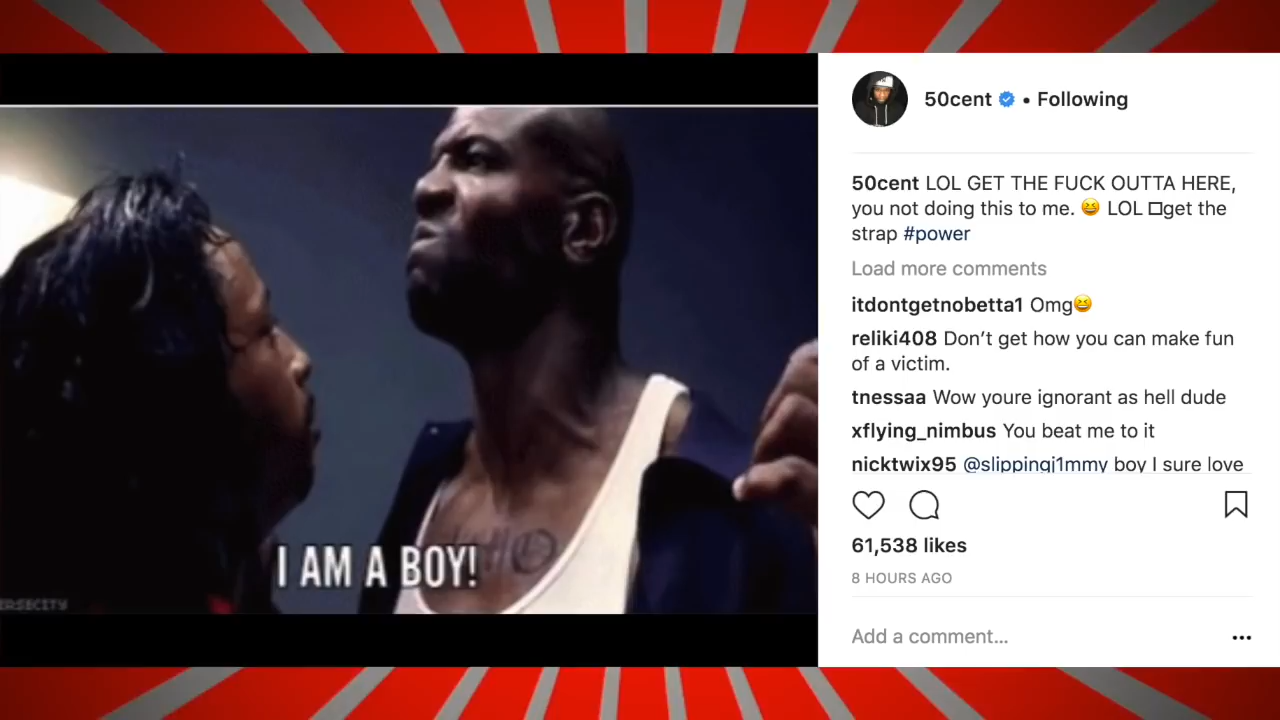 50cent • Following
50cent LOL GET THE FUCK OUTTA HERE,
you not doing this to me. 😆 LOL □get the
strap #power
Load more comments
itdontgetnobetta1 Omg😆
reliki408 Don't get how you can make fun
of a victim.
tnessaa Wow youre ignorant as hell dude
xflying_nimbus You beat me to it
nicktwix95 @slippingj1mmy boy I sure love
61,538 likes
8 HOURS AGO
Add a comment...
I AM A BOY!
ERSECITY